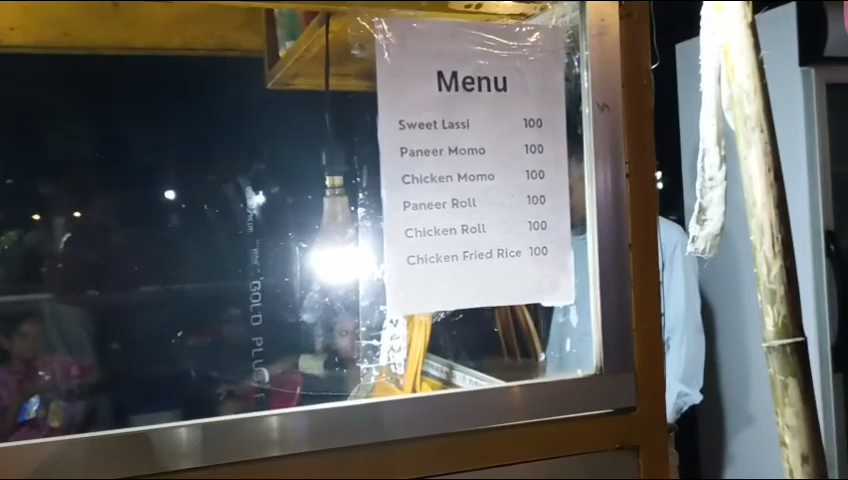 Menu
Sweet Lassi 100
Paneer Momo 100
Chicken Momo 100
Paneer Roll 100
Chicken Roll 100
Chicken Fried Rice 100
GOLD PLUS